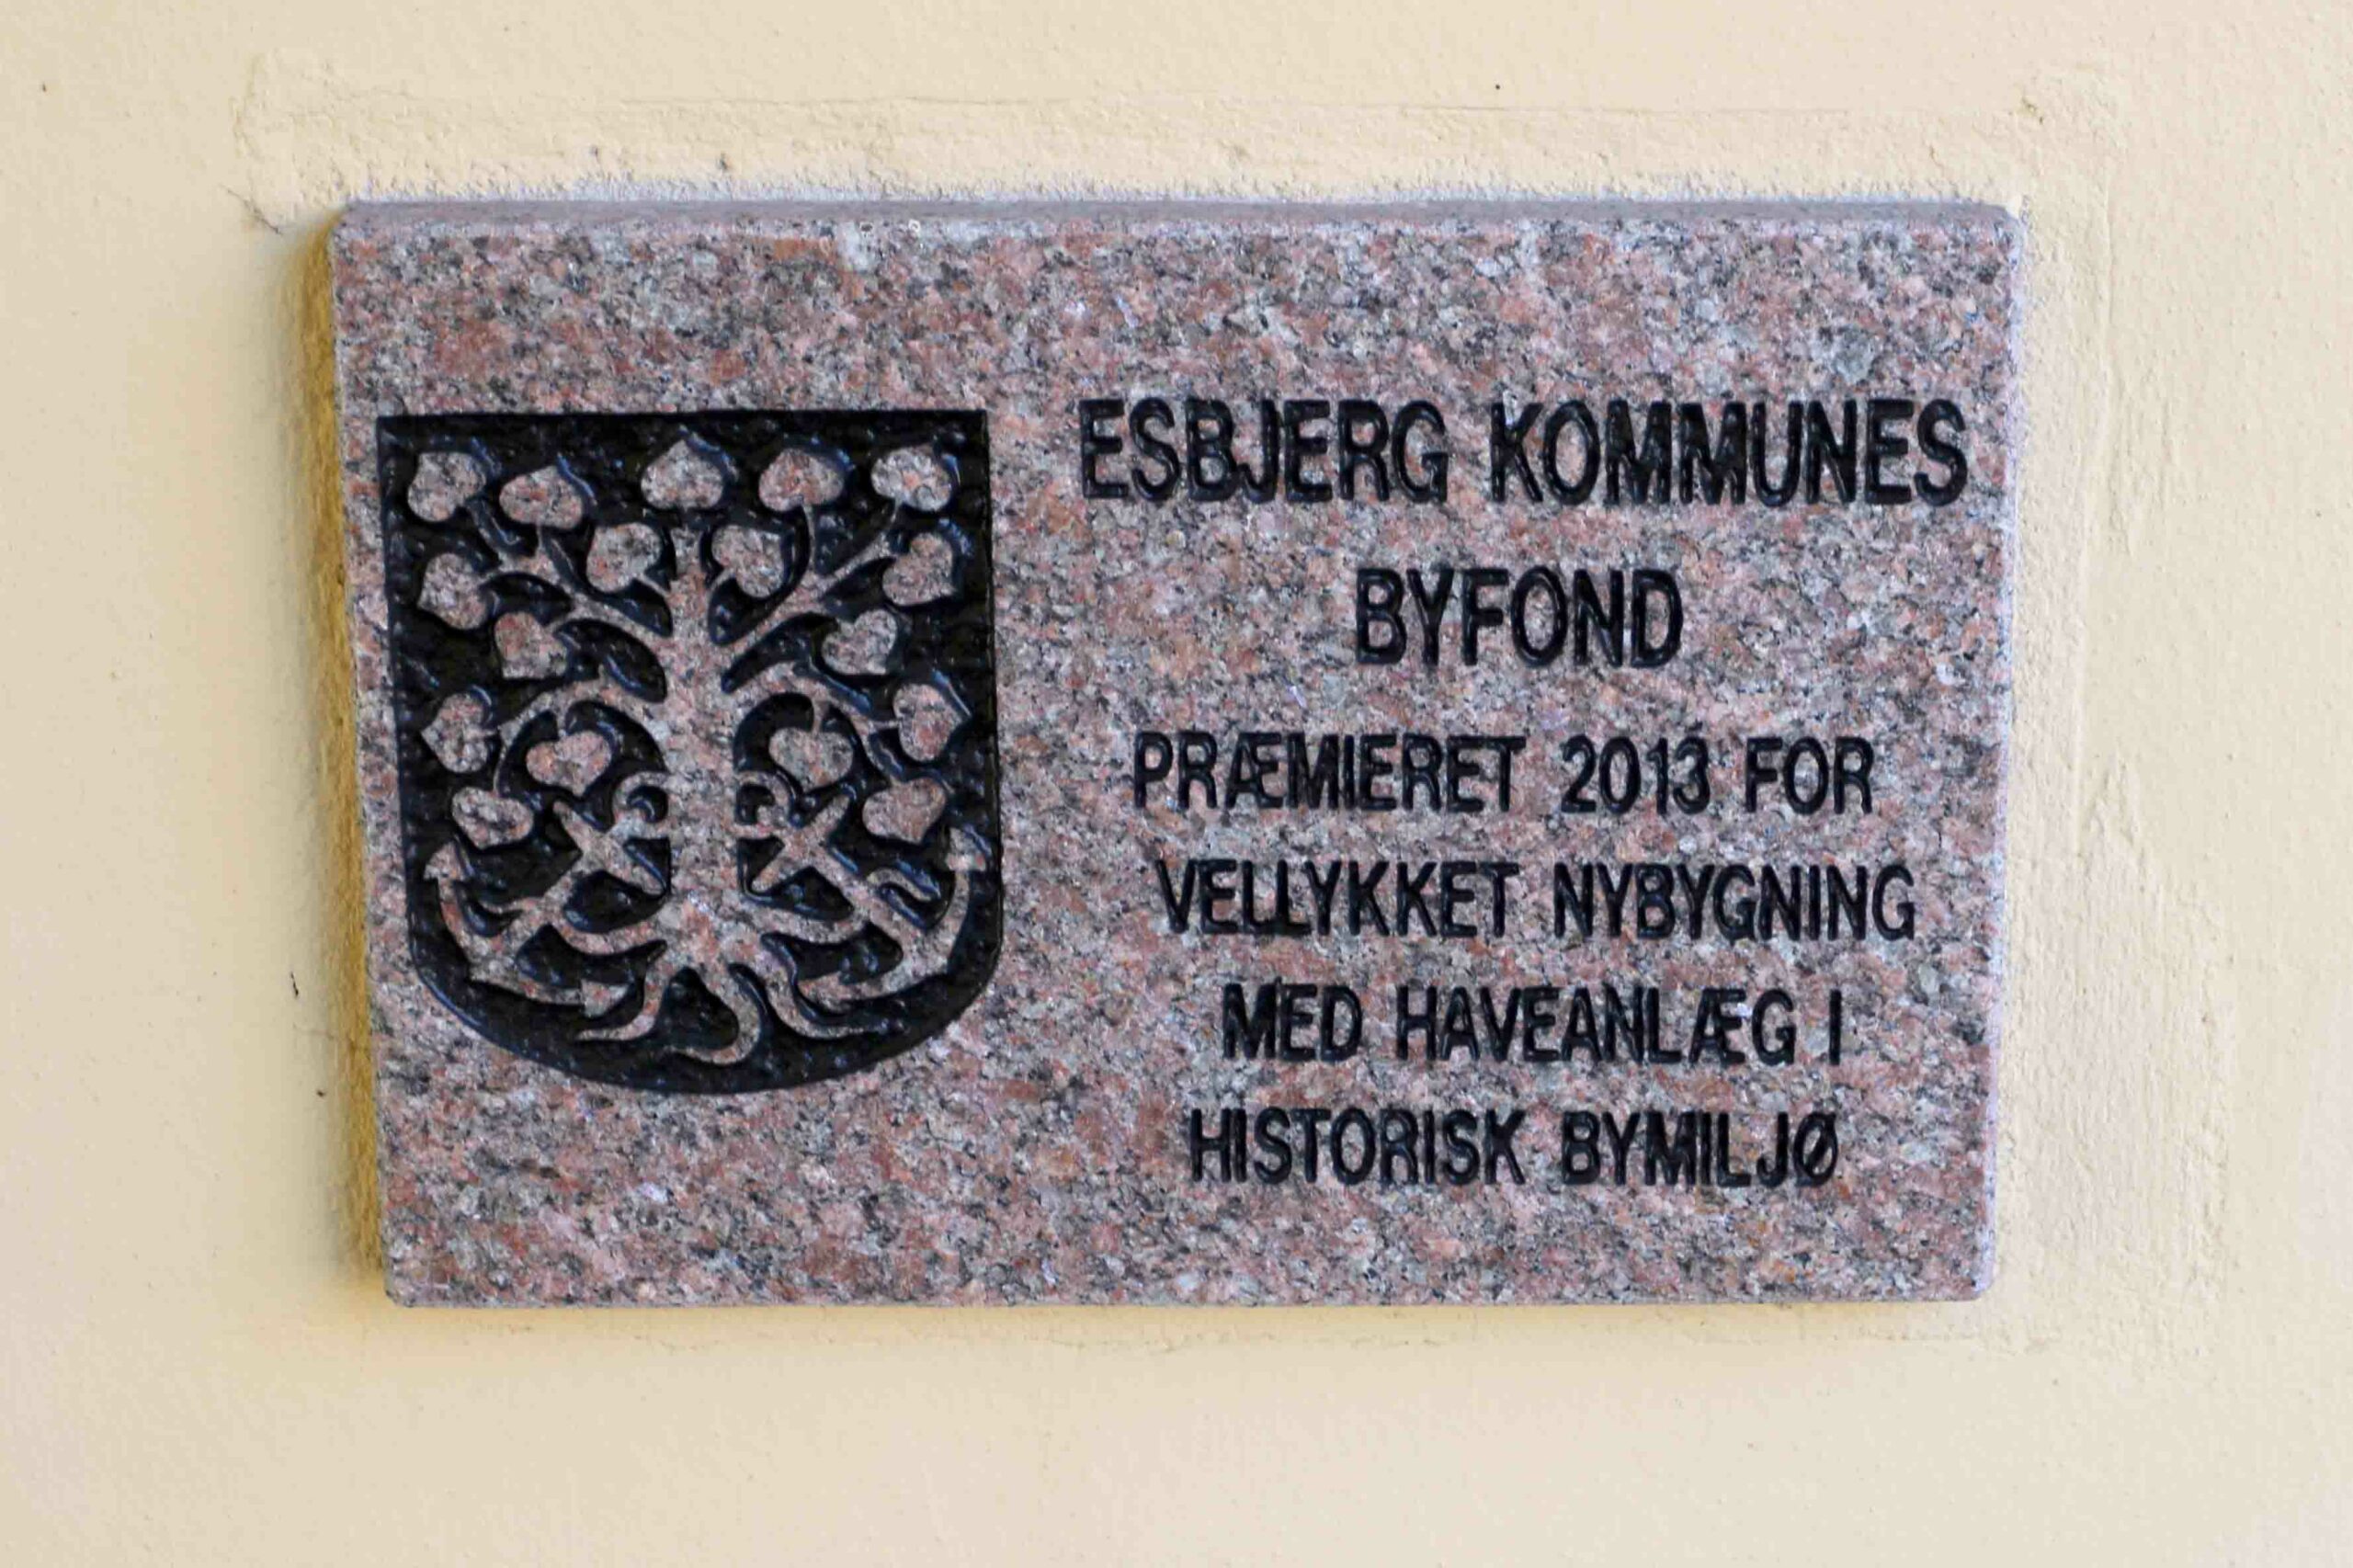 ESBJERG KOMMUNES
BYFOND
PRÆMIERET 2013 FOR
VELLYKKET NYBYGNING
MED HAVEANLÆG I
HISTORISK BYMILJØ